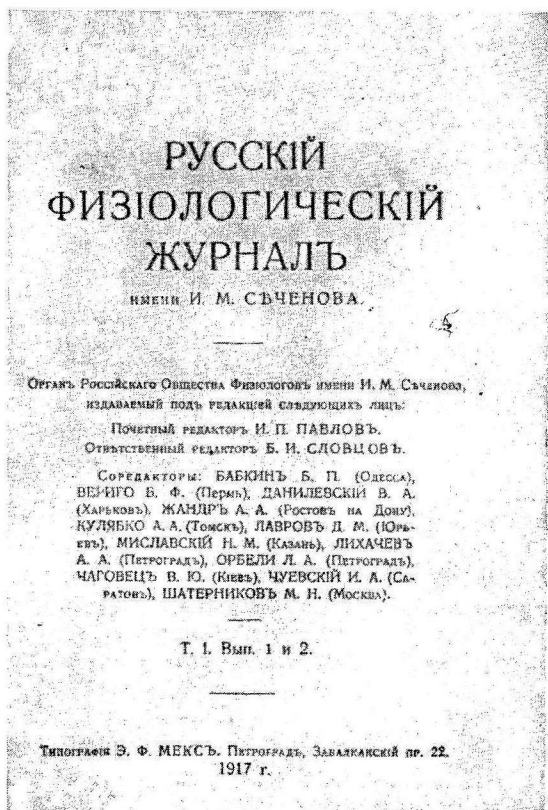 РУССКІЙ
ФИЗІОЛОГИЧЕСКІЙ
ЖУРНАЛЪ
имени И. М. СѢЧЕНОВА.
Органъ Россійскаго Общества Физіологовъ имени И. М. Сѣченова,
издаваемый подъ редакціей слѣдующихъ лицъ:
Почетный редакторъ И. П. ПАВЛОВЪ.
Отвѣтственный редакторъ Б. И. СЛОВЦОВЪ.
Соредакторы: БАБКИНЪ Б. П. (Одесса),
ВЕРИГО Б. Ф. (Пермь), ДАНИЛЕВСКІЙ В. А.
(Харьковъ), ЖАНДРЪ А. А. (Ростовъ на Дону),
КУЛЯБКО А. А. (Томскъ), ЛАВРОВЪ Д. М. (Юрь-
евъ), МИСЛАВСКІЙ Н. М. (Казань), ЛИХАЧЕВЪ
А. А. (Петроградъ), ОРБЕЛИ Л. А. (Петроградъ),
ЧАГОВЕЦЪ В. Ю. (Кіевъ), ЧУЕВСКІЙ И. А. (Са-
ратовъ), ШАТЕРНИКОВЪ М. Н. (Москва).
Т. I. Вып. 1 и 2.
Типографія Э. Ф. МЕКСЪ. Петроградъ, Забалканскій пр. 22.
1917 г.